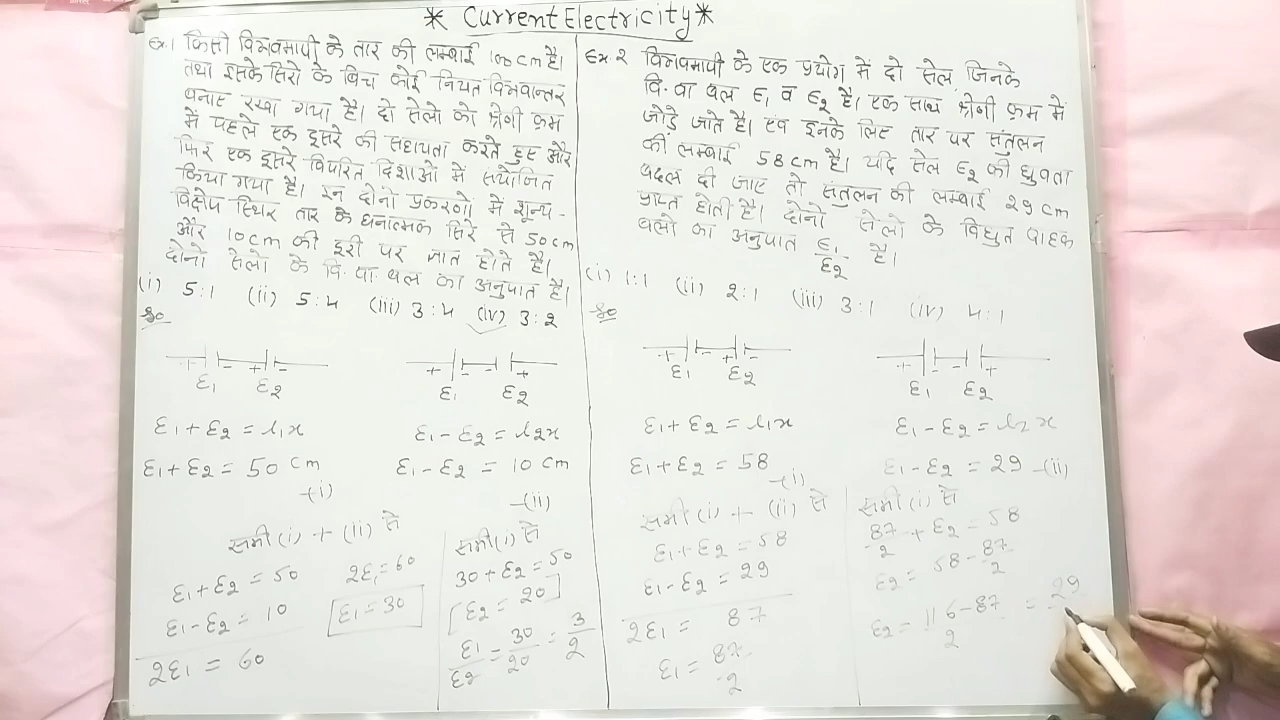 * Current Electricity *
Ex.1 किसी विभवमापी के तार की लम्बाई 100 cm है।
तथा इसके सिरो के बिच कोई नियत विभवान्तर
बनाए रखा गया है। दो सेलो को श्रेणी क्रम
में पहले एक दूसरे की सहायता करते हुए और
फिर एक दूसरे विपरित दिशाओं में संयोजित
किया गया है। इन दोनो प्रकरणो में शून्य -
विक्षेप स्थिर तार के धनात्मक सिरे से 50 cm
और 10 cm की दूरी पर जात होते है।
दोनो सेलो के वि. वा. बल का अनुपात है।
(i) 5:1 (ii) 5:4 (iii) 3:4 (iv) 3:2
ε1 ε2
ε1 ε2
ε1 + ε2 = l1x
ε1 - ε2 = l2x
ε1 + ε2 = 50 cm -(i)
ε1 - ε2 = 10 cm -(ii)
समी (i) + (ii) से
ε1 + ε2 = 50
ε1 - ε2 = 10
2ε1 = 60
2ε1 = 60
ε1 = 30
समी (i) से
30 + ε2 = 50
ε2 = 20
ε1/ε2 = 30/20 = 3/2
Ex.2 विभवमापी के एक प्रयोग में दो सेल, जिनके
वि. वा बल ε1 व ε2 है। एक साथ श्रेणी क्रम में
जोड़े जाते है। एव इनके लिए तार पर संतुलन
की लम्बाई 58 cm है। यदि सेल ε2 की ध्रुवता
बदल दी जाए तो संतुलन की लम्बाई 29 cm
प्राप्त होती है। दोनो सेलो के विधुत वाहक
बलो का अनुपात ε1/ε2 है।
(i) 1:1 (ii) 2:1 (iii) 3:1 (iv) 4:1
ε1 ε2
ε1 ε2
ε1 + ε2 = l1x
ε1 - ε2 = l2x
ε1 + ε2 = 58 -(i)
ε1 - ε2 = 29 -(ii)
समी (i) + (ii) से
ε1 + ε2 = 58
ε1 - ε2 = 29
2ε1 = 87
ε1 = 87/2
समी (i) से
87/2 + ε2 = 58
ε2 = 58 - 87/2
ε2 = 116-87/2 = 29